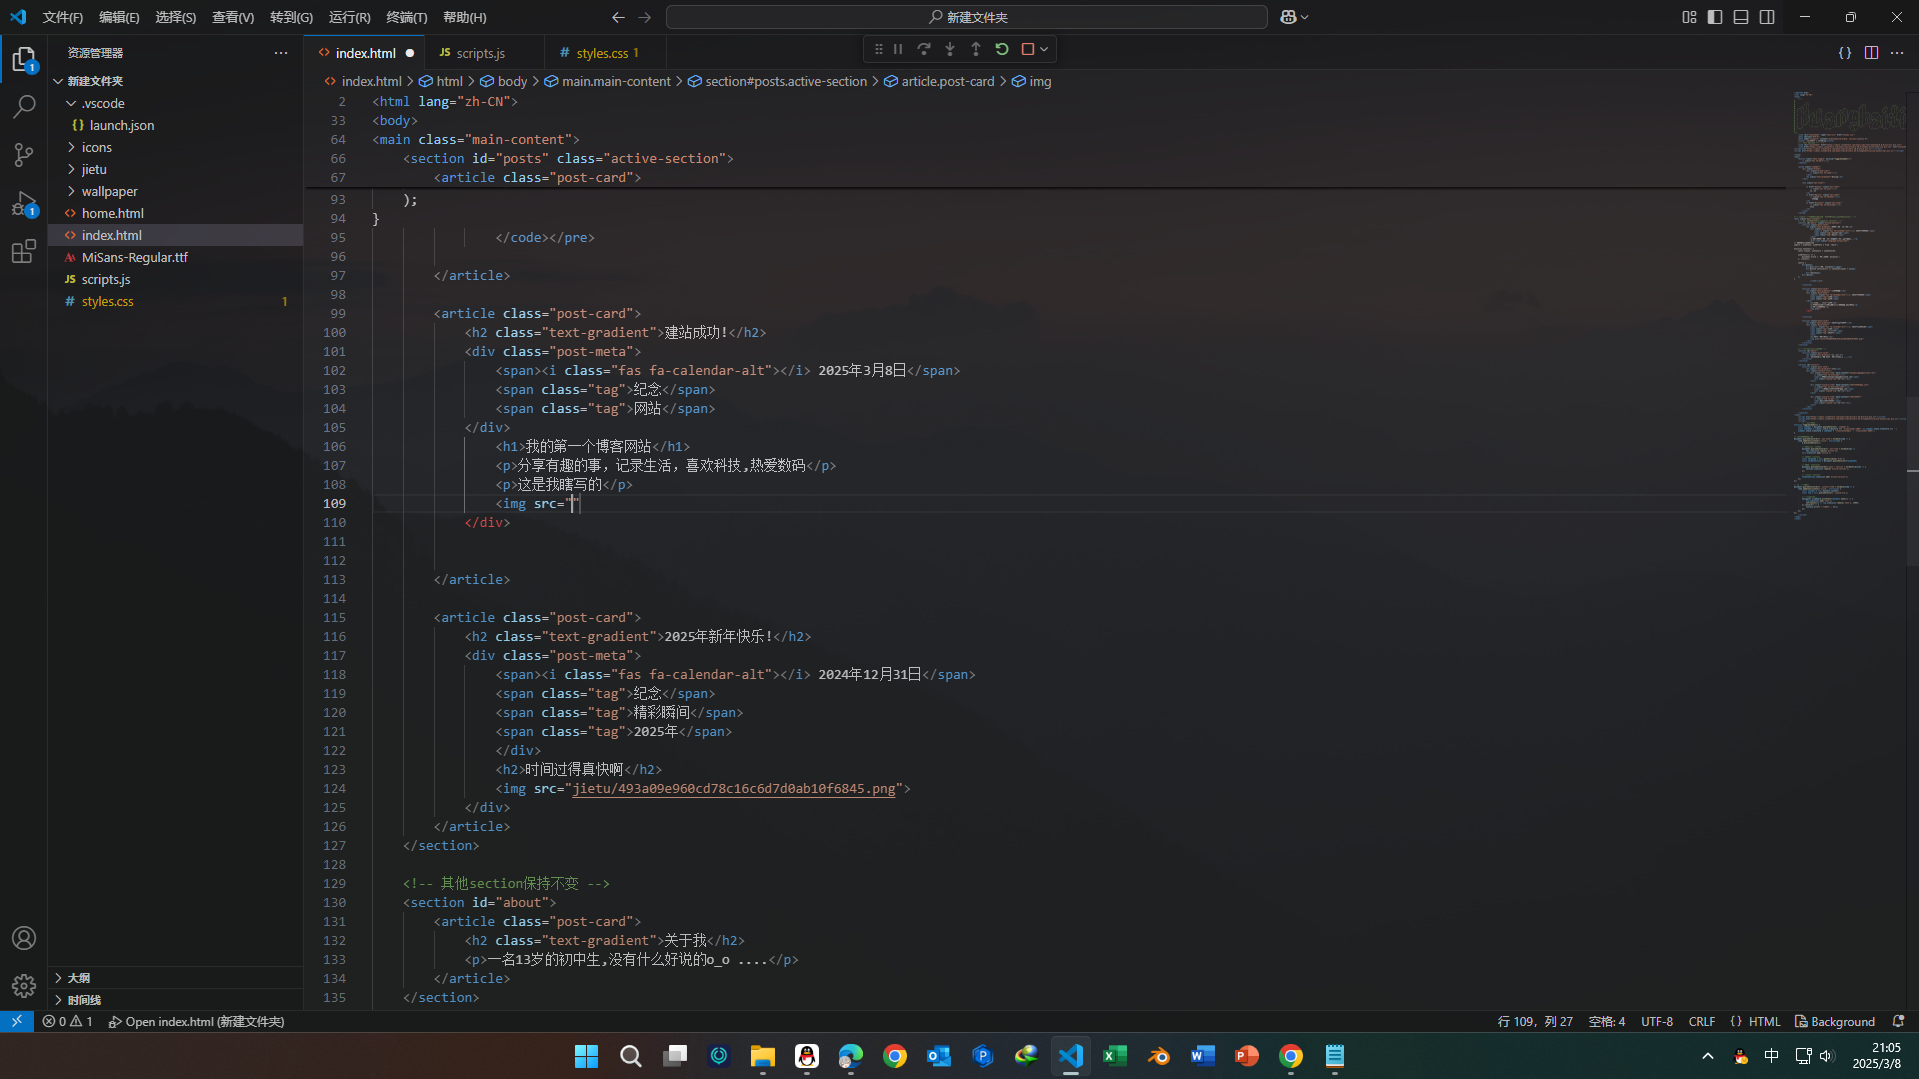 文件(F) 编辑(E) 选择(S) 查看(V) 转到(G) 运行(R) 终端(T) 帮助(H) 新建文件夹
资源管理器
index.html scripts.js styles.css 1
新建文件夹
.vscode
launch.json
icons
jietu
wallpaper
home.html
index.html
MiSans-Regular.ttf
scripts.js
styles.css 1
大纲
时间线
1
1
index.html > html > body > main.main-content > section#posts.active-section > article.post-card > img
2 <html lang="zh-CN">
33 <body>
64 <main class="main-content">
66 <section id="posts" class="active-section">
67 <article class="post-card">
93 );
94 }
95 </code></pre>
96
97 </article>
98
99 <article class="post-card">
100 <h2 class="text-gradient">建站成功!</h2>
101 <div class="post-meta">
102 <span><i class="fas fa-calendar-alt"></i> 2025年3月8日</span>
103 <span class="tag">纪念</span>
104 <span class="tag">网站</span>
105 </div>
106 <h1>我的第一个博客网站</h1>
107 <p>分享有趣的事，记录生活，喜欢科技,热爱数码</p>
108 <p>这是我瞎写的</p>
109 <img src=""
110 </div>
111
112
113 </article>
114
115 <article class="post-card">
116 <h2 class="text-gradient">2025年新年快乐!</h2>
117 <div class="post-meta">
118 <span><i class="fas fa-calendar-alt"></i> 2024年12月31日</span>
119 <span class="tag">纪念</span>
120 <span class="tag">精彩瞬间</span>
121 <span class="tag">2025年</span>
122 </div>
123 <h2>时间过得真快啊</h2>
124 <img src="jietu/493a09e960cd78c16c6d7d0ab10f6845.png">
125 </div>
126 </article>
127 </section>
128
129 <!-- 其他section保持不变 -->
130 <section id="about">
131 <article class="post-card">
132 <h2 class="text-gradient">关于我</h2>
133 <p>一名13岁的初中生,没有什么好说的o_o ....</p>
134 </article>
135 </section>
0 1 Open index.html (新建文件夹) 行 109，列 27 空格: 4 UTF-8 CRLF {} HTML Background
中 21:05
2025/3/8